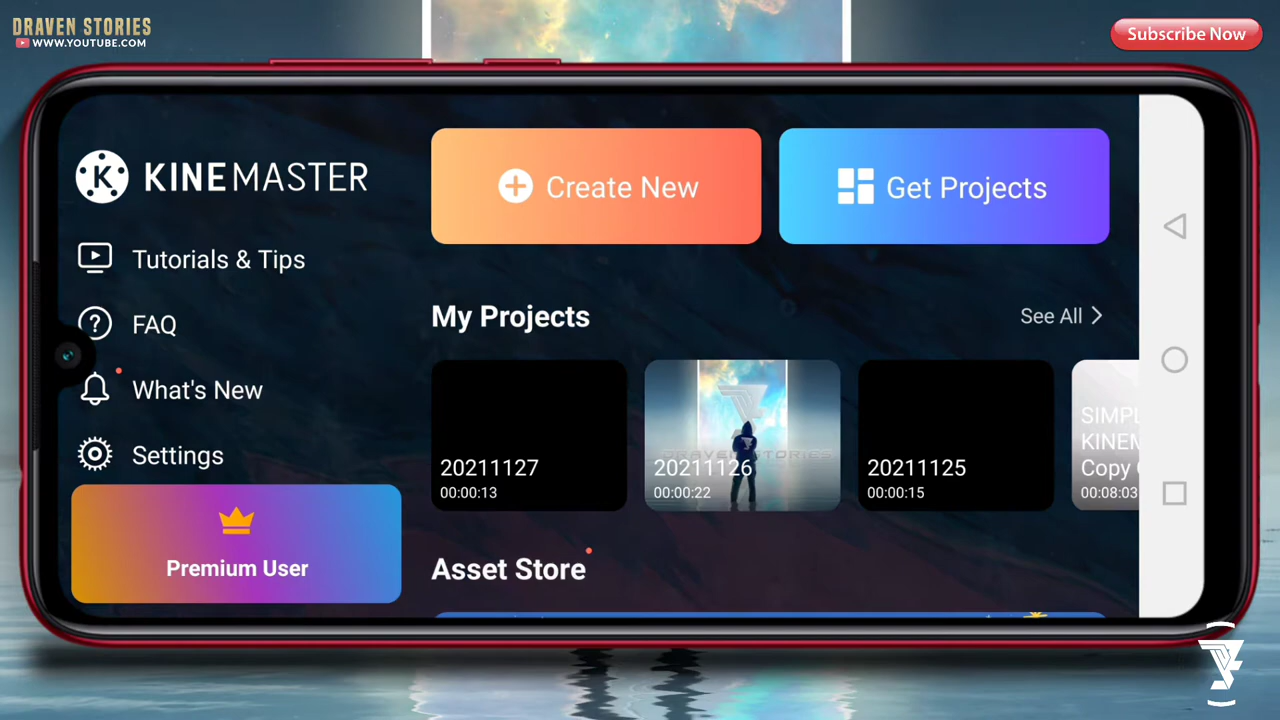 DRAVEN STORIES
WWW.YOUTUBE.COM
Subscribe Now
KINEMASTER
Create New
Get Projects
Tutorials & Tips
FAQ
What's New
Settings
Premium User
My Projects
See All
20211127
00:00:13
DRAVEN STORIES
20211126
00:00:22
20211125
00:00:15
SIMPL
KINEM
Copy
00:08:03
Asset Store